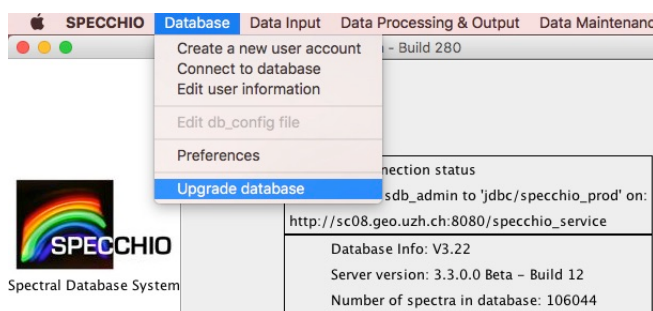 SPECCHIO Database Data Input Data Processing & Output Data Maintenanc
- Build 280
Create a new user account
Connect to database
Edit user information
Edit db_config file
Preferences
Upgrade database
nection status
sdb_admin to 'jdbc/specchio_prod' on:
http://sc08.geo.uzh.ch:8080/specchio_service
Database Info: V3.22
Server version: 3.3.0 Beta – Build 12
Number of spectra in database: 106044
SPECCHIO
Spectral Database System